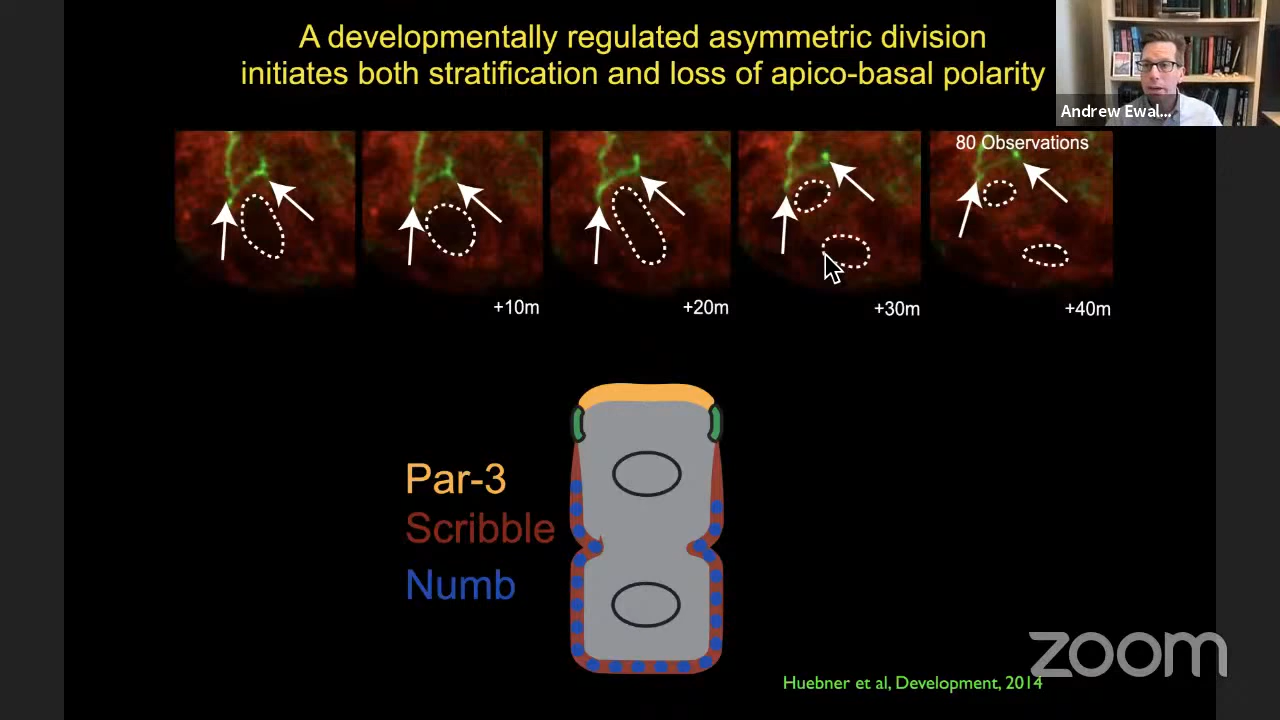 A developmentally regulated asymmetric division
initiates both stratification and loss of apico-basal polarity
Andrew Ewal...
80 Observations
+10m
+20m
+30m
+40m
Par-3
Scribble
Numb
zoom
Huebner et al, Development, 2014